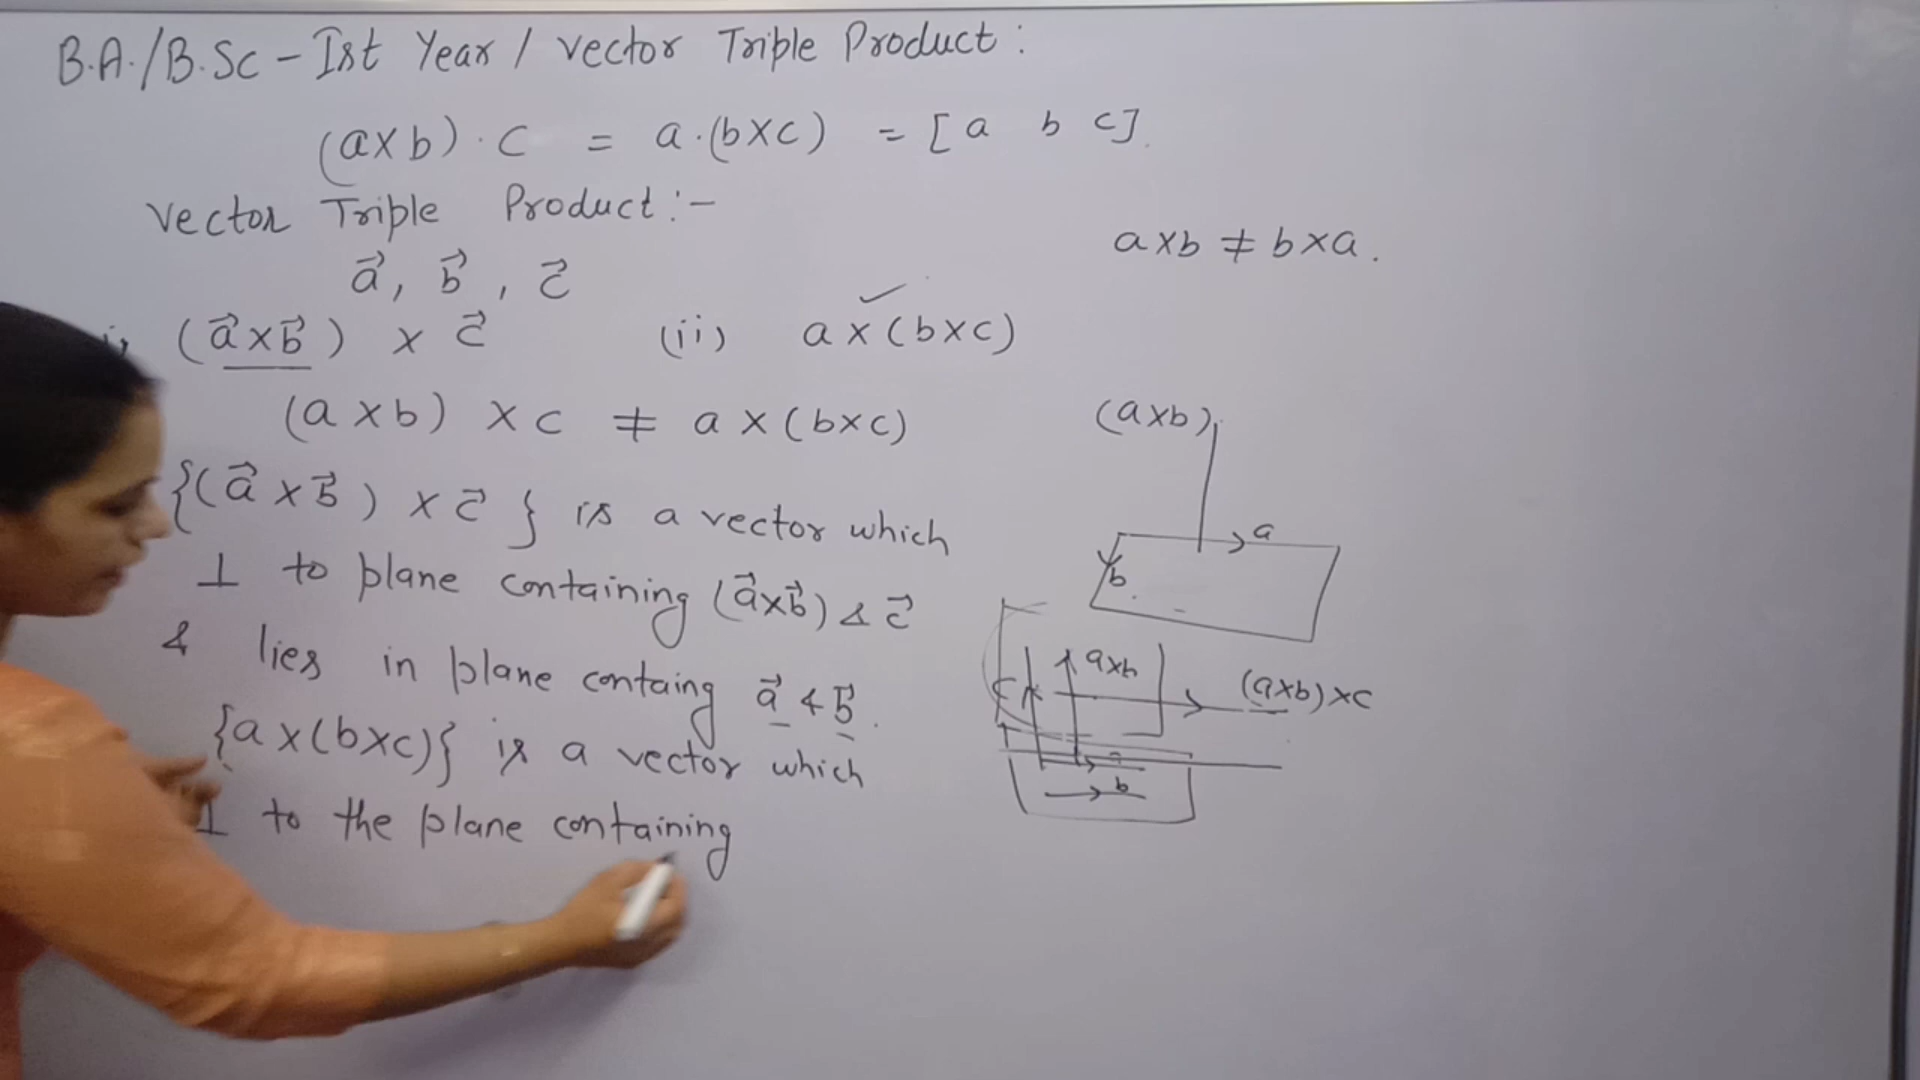 B.A./B.Sc - Ist Year / Vector Triple Product :
(a×b)·c = a·(b×c) = [a b c].
Vector Triple Product :-
a⃗, b⃗, c⃗
a×b ≠ b×a.
(a⃗×b⃗) × c⃗ (ii) a×(b×c)
(a×b) × c ≠ a×(b×c)
{(a⃗×b⃗) × c⃗} is a vector which
⊥ to plane containing (a⃗×b⃗) & c⃗
& lies in plane containg a⃗ & b⃗.
{a×(b×c)} is a vector which
⊥ to the plane containing
(a×b)
a
b
a×b
(a×b)×c
a
b